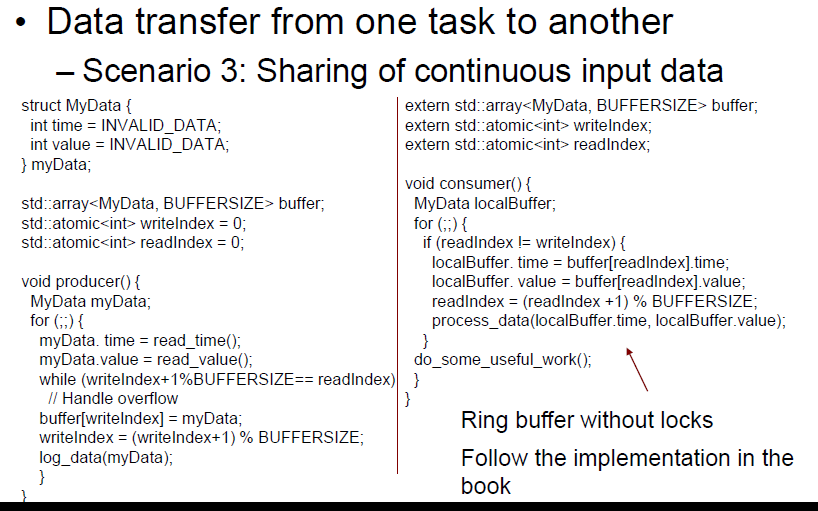 • Data transfer from one task to another
– Scenario 3: Sharing of continuous input data
struct MyData {
int time = INVALID_DATA;
int value = INVALID_DATA;
} myData;
std::array<MyData, BUFFERSIZE> buffer;
std::atomic<int> writeIndex = 0;
std::atomic<int> readIndex = 0;
void producer() {
MyData myData;
for (;;) {
myData. time = read_time();
myData.value = read_value();
while (writeIndex+1%BUFFERSIZE== readIndex)
// Handle overflow
buffer[writeIndex] = myData;
writeIndex = (writeIndex+1) % BUFFERSIZE;
log_data(myData);
}
}
extern std::array<MyData, BUFFERSIZE> buffer;
extern std::atomic<int> writeIndex;
extern std::atomic<int> readIndex;
void consumer() {
MyData localBuffer;
for (;;) {
if (readIndex != writeIndex) {
localBuffer. time = buffer[readIndex].time;
localBuffer. value = buffer[readIndex].value;
readIndex = (readIndex +1) % BUFFERSIZE;
process_data(localBuffer.time, localBuffer.value);
}
do_some_useful_work();
}
}
Ring buffer without locks
Follow the implementation in the
book